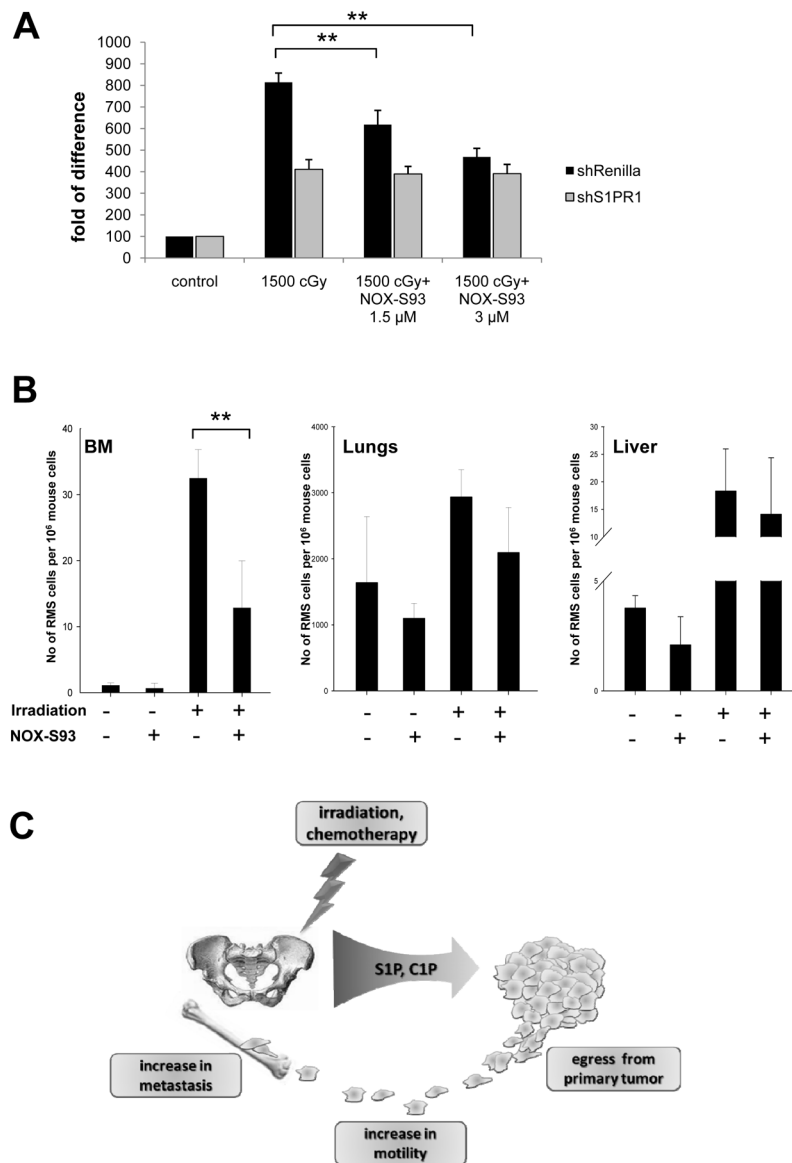 A
**
**
1000
900
800
700
600
500
400
300
200
100
0
fold of difference
control
1500 cGy
1500 cGy+
NOX-S93
1.5 µM
1500 cGy+
NOX-S93
3 µM
shRenilla
shS1PR1
B
BM
**
40
30
20
10
0
No of RMS cells per 10⁶ mouse cells
Lungs
4000
3000
2000
1000
0
No of RMS cells per 10⁶ mouse cells
Liver
30
25
20
15
10
5
0
No of RMS cells per 10⁶ mouse cells
Irradiation - - + + - - + + - - + +
NOX-S93 - + - + - + - + - + - +
C
irradiation,
chemotherapy
S1P, C1P
increase in
metastasis
egress from
primary tumor
increase in
motility